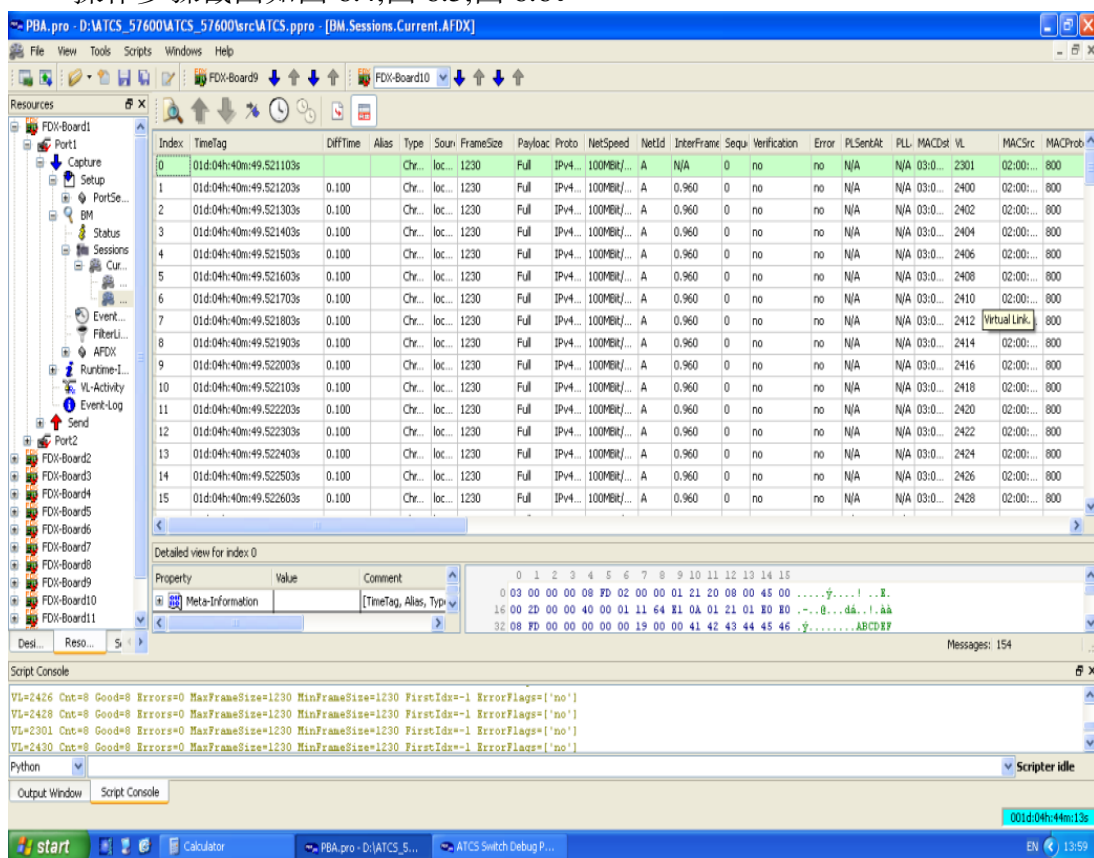 PBA.pro - D:\ATCS_57600\ATCS_57600\src\ATCS.ppro - [BM.Sessions.Current.AFDX]
File View Tools Scripts Windows Help
FDX-Board9 FDX-Board10
Resources
FDX-Board1
Port1
Capture
Setup
PortSe...
BM
Status
Sessions
Cur...
...
...
Event...
FilterLi...
AFDX
Runtime-I...
VL-Activity
Event-Log
Send
Port2
FDX-Board2
FDX-Board3
FDX-Board4
FDX-Board5
FDX-Board6
FDX-Board7
FDX-Board8
FDX-Board9
FDX-Board10
FDX-Board11
Desi... Reso... S
Index TimeTag DiffTime Alias Type Sour FrameSize Payloac Proto NetSpeed NetId InterFrame Sequ Verification Error PLSentAt PLL MACDst VL MACSrc MACProto
0 01d:04h:40m:49.521103s Chr... loc... 1230 Full IPv4... 100MBit/... A N/A 0 no no N/A N/A 03:0... 2301 02:00:... 800
1 01d:04h:40m:49.521203s 0.100 Chr... loc... 1230 Full IPv4... 100MBit/... A 0.960 0 no no N/A N/A 03:0... 2400 02:00:... 800
2 01d:04h:40m:49.521303s 0.100 Chr... loc... 1230 Full IPv4... 100MBit/... A 0.960 0 no no N/A N/A 03:0... 2402 02:00:... 800
3 01d:04h:40m:49.521403s 0.100 Chr... loc... 1230 Full IPv4... 100MBit/... A 0.960 0 no no N/A N/A 03:0... 2404 02:00:... 800
4 01d:04h:40m:49.521503s 0.100 Chr... loc... 1230 Full IPv4... 100MBit/... A 0.960 0 no no N/A N/A 03:0... 2406 02:00:... 800
5 01d:04h:40m:49.521603s 0.100 Chr... loc... 1230 Full IPv4... 100MBit/... A 0.960 0 no no N/A N/A 03:0... 2408 02:00:... 800
6 01d:04h:40m:49.521703s 0.100 Chr... loc... 1230 Full IPv4... 100MBit/... A 0.960 0 no no N/A N/A 03:0... 2410 02:00:... 800
7 01d:04h:40m:49.521803s 0.100 Chr... loc... 1230 Full IPv4... 100MBit/... A 0.960 0 no no N/A N/A 03:0... 2412 Virtual Link. 800
8 01d:04h:40m:49.521903s 0.100 Chr... loc... 1230 Full IPv4... 100MBit/... A 0.960 0 no no N/A N/A 03:0... 2414 02:00:... 800
9 01d:04h:40m:49.522003s 0.100 Chr... loc... 1230 Full IPv4... 100MBit/... A 0.960 0 no no N/A N/A 03:0... 2416 02:00:... 800
10 01d:04h:40m:49.522103s 0.100 Chr... loc... 1230 Full IPv4... 100MBit/... A 0.960 0 no no N/A N/A 03:0... 2418 02:00:... 800
11 01d:04h:40m:49.522203s 0.100 Chr... loc... 1230 Full IPv4... 100MBit/... A 0.960 0 no no N/A N/A 03:0... 2420 02:00:... 800
12 01d:04h:40m:49.522303s 0.100 Chr... loc... 1230 Full IPv4... 100MBit/... A 0.960 0 no no N/A N/A 03:0... 2422 02:00:... 800
13 01d:04h:40m:49.522403s 0.100 Chr... loc... 1230 Full IPv4... 100MBit/... A 0.960 0 no no N/A N/A 03:0... 2424 02:00:... 800
14 01d:04h:40m:49.522503s 0.100 Chr... loc... 1230 Full IPv4... 100MBit/... A 0.960 0 no no N/A N/A 03:0... 2426 02:00:... 800
15 01d:04h:40m:49.522603s 0.100 Chr... loc... 1230 Full IPv4... 100MBit/... A 0.960 0 no no N/A N/A 03:0... 2428 02:00:... 800
Detailed view for index 0
Property Value Comment
Meta-Information [TimeTag, Alias, Typ
0 1 2 3 4 5 6 7 8 9 10 11 12 13 14 15
0 03 00 00 00 08 FD 02 00 00 01 21 20 08 00 45 00 .....ý....! ..E.
16 00 2D 00 00 40 00 01 11 64 E1 0A 01 21 01 E0 E0 .-..@...dá..!.àà
32 08 FD 00 00 00 00 00 19 00 00 41 42 43 44 45 46 .ý........ABCDEF
Messages: 154
Script Console
VL=2426 Cnt=8 Good=8 Errors=0 MaxFrameSize=1230 MinFrameSize=1230 FirstIdx=-1 ErrorFlags=['no']
VL=2428 Cnt=8 Good=8 Errors=0 MaxFrameSize=1230 MinFrameSize=1230 FirstIdx=-1 ErrorFlags=['no']
VL=2301 Cnt=8 Good=8 Errors=0 MaxFrameSize=1230 MinFrameSize=1230 FirstIdx=-1 ErrorFlags=['no']
VL=2430 Cnt=8 Good=8 Errors=0 MaxFrameSize=1230 MinFrameSize=1230 FirstIdx=-1 ErrorFlags=['no']
Python Scripter idle
Output Window Script Console
001d:04h:44m:13s
start Calculator PBA.pro - D:\ATCS_5... ATCS Switch Debug P... EN 13:59